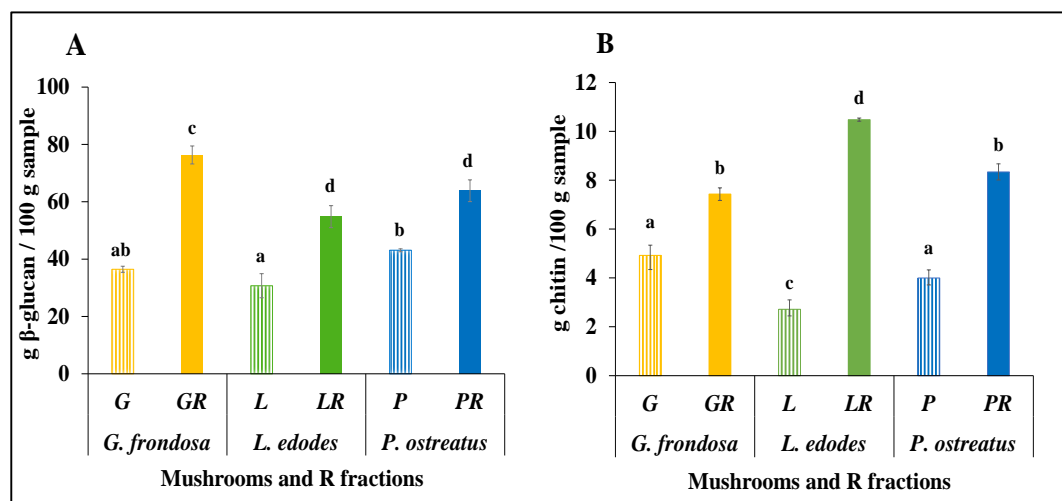 A
g β-glucan / 100 g sample
100
80
60
40
20
0
ab
c
a
d
b
d
G GR L LR P PR
G. frondosa L. edodes P. ostreatus
Mushrooms and R fractions
B
g chitin /100 g sample
12
10
8
6
4
2
0
a
b
c
d
a
b
G GR L LR P PR
G. frondosa L. edodes P. ostreatus
Mushrooms and R fractions